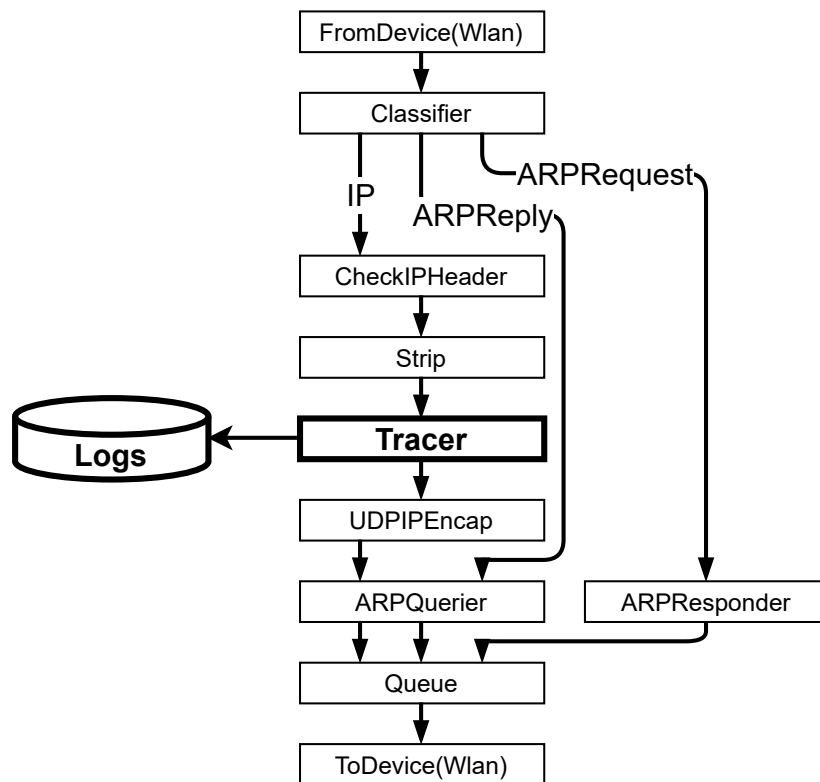 FromDevice(Wlan)
Classifier
IP
ARPReply
ARPRequest
CheckIPHeader
Strip
Logs
Tracer
UDPIPEncap
ARPQuerier
ARPResponder
Queue
ToDevice(Wlan)